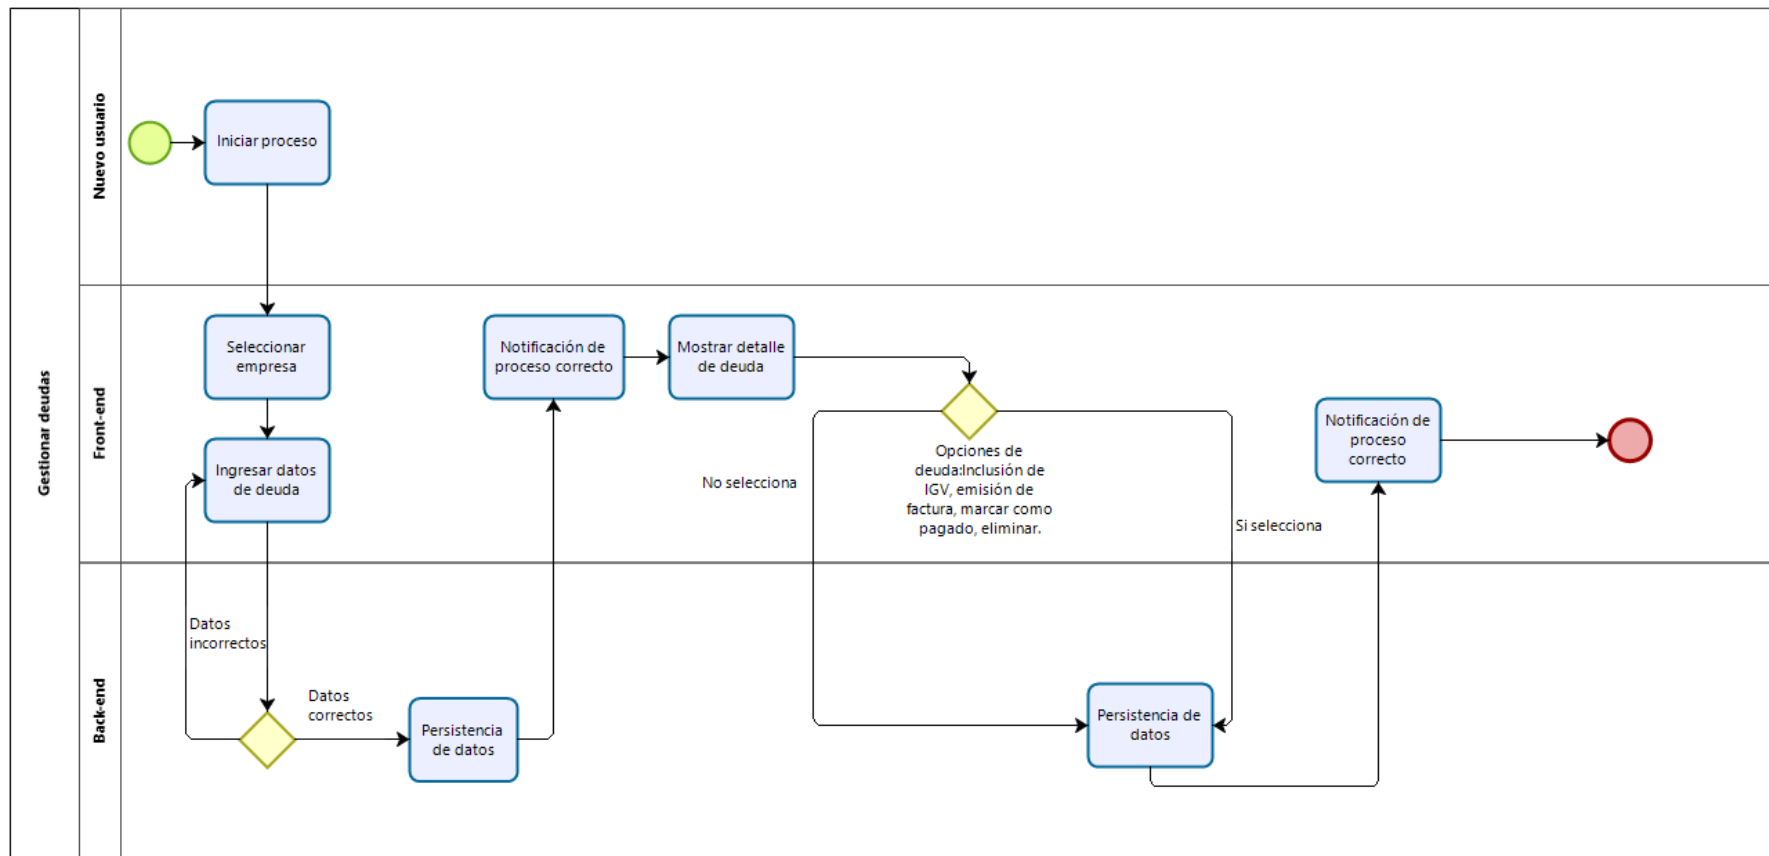 Gestionar deudas
Nuevo usuario
Iniciar proceso
Front-end
Seleccionar
empresa
Ingresar datos
de deuda
Notificación de
proceso correcto
Mostrar detalle
de deuda
Opciones de
deuda:Inclusión de
IGV, emisión de
factura, marcar como
pagado, eliminar.
No selecciona
Si selecciona
Notificación de
proceso
correcto
Back-end
Datos
incorrectos
Datos
correctos
Persistencia
de datos
Persistencia de
datos